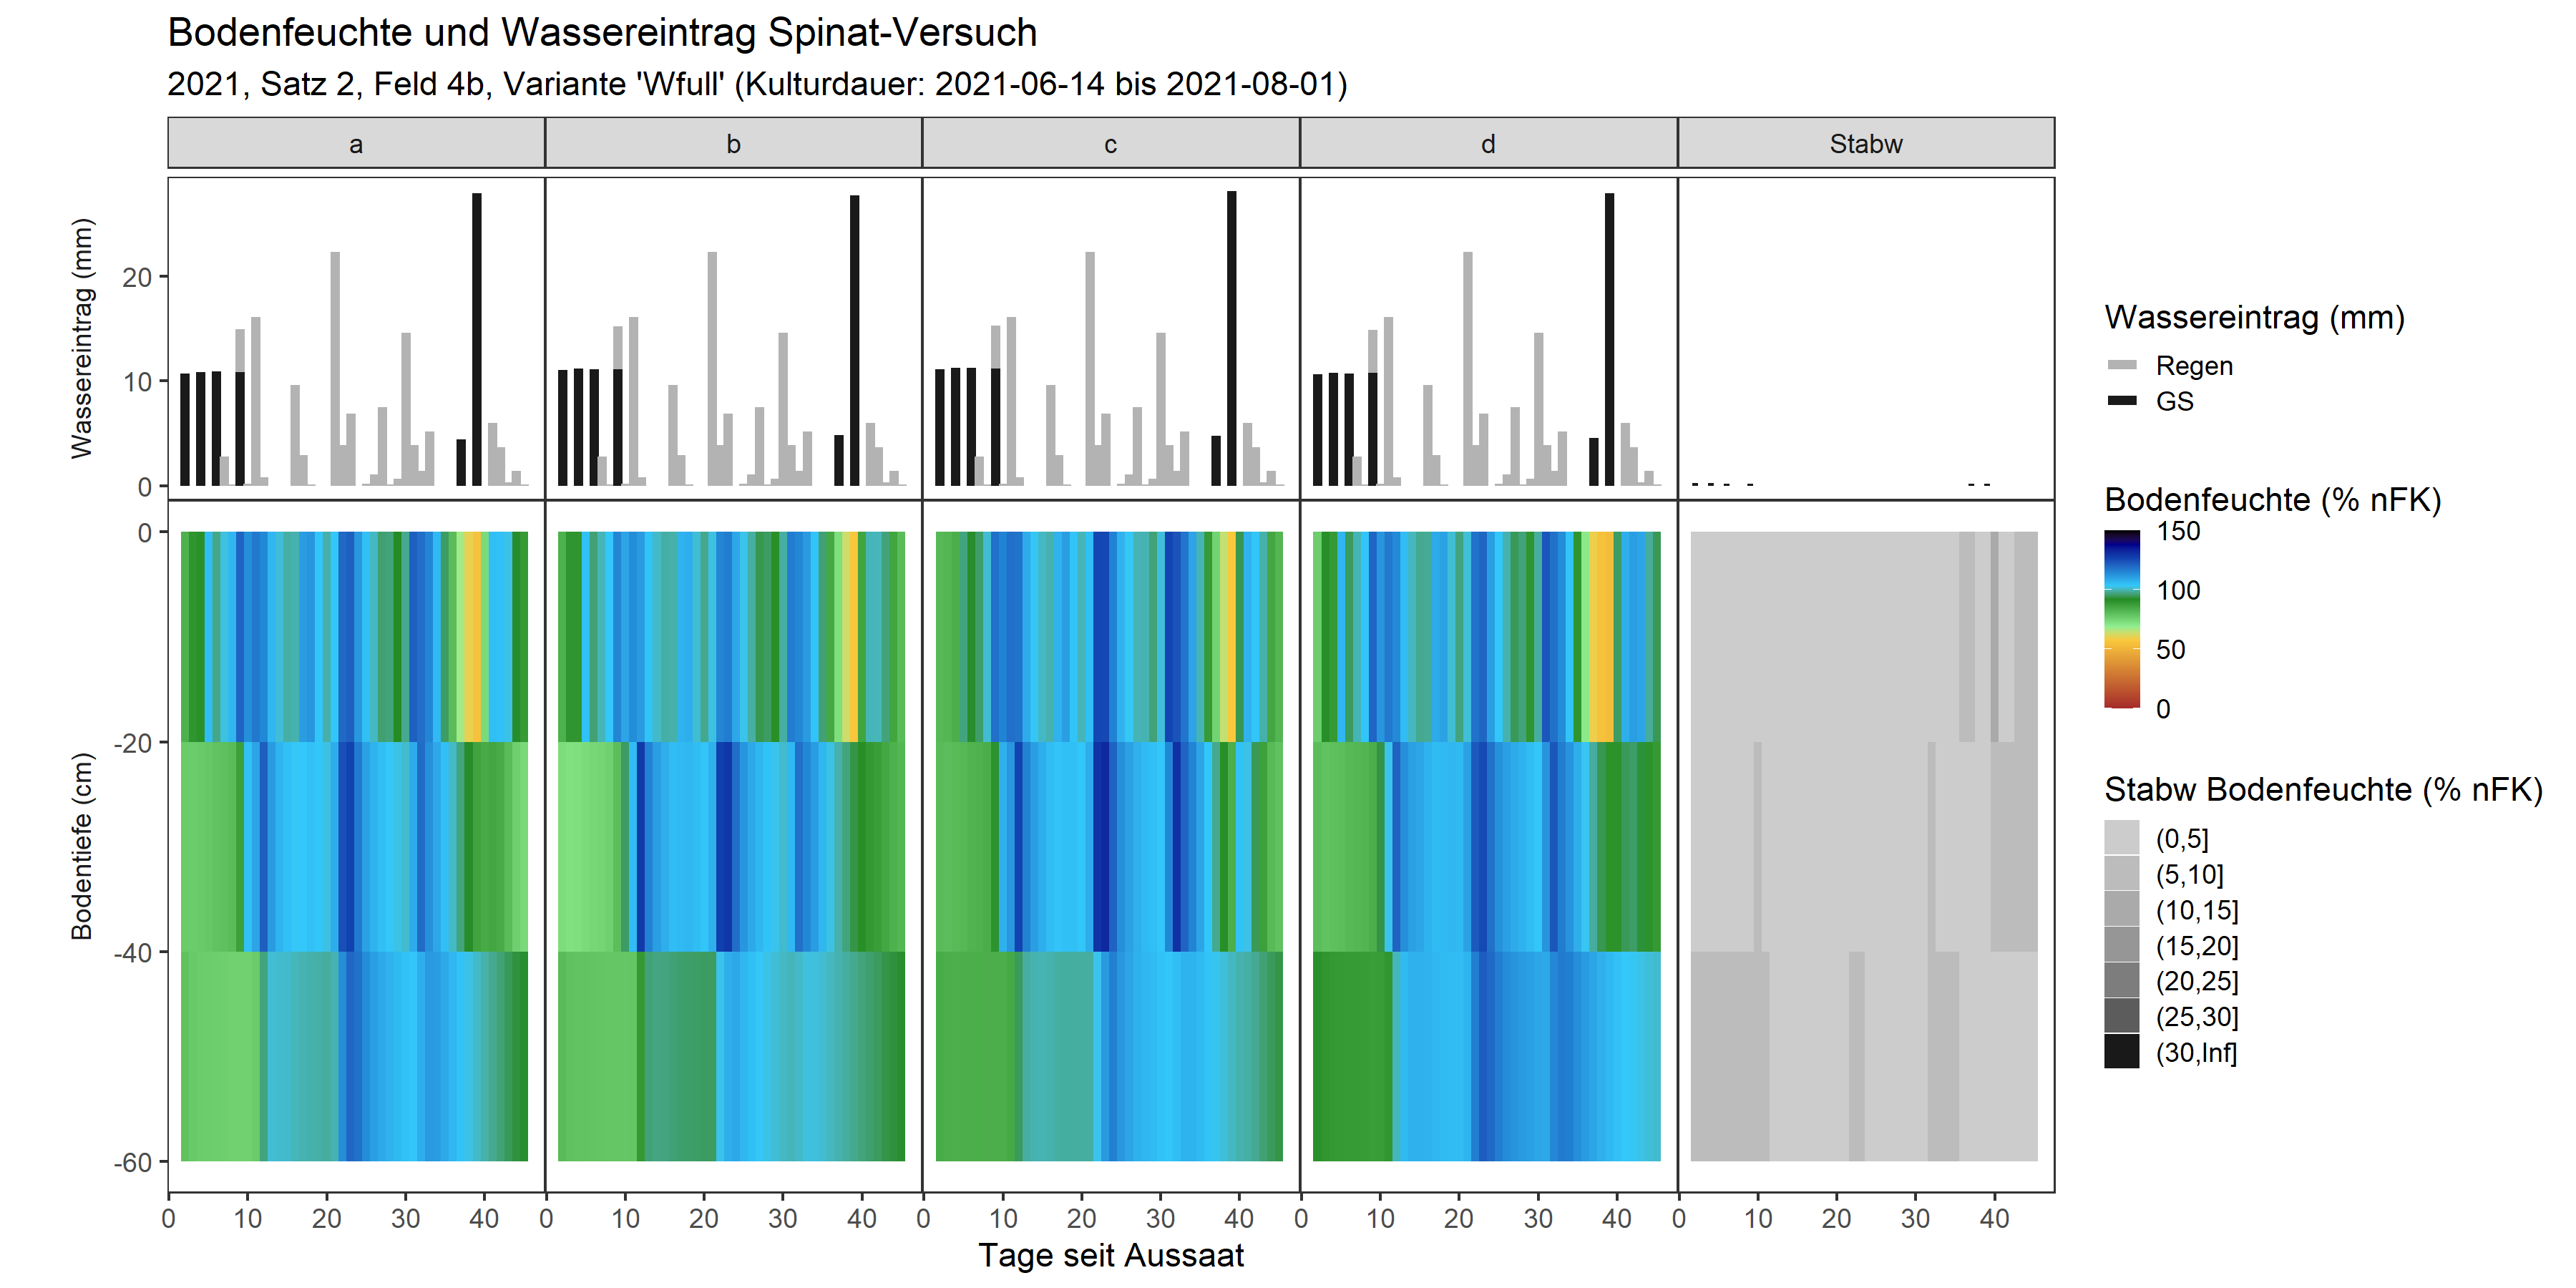 Bodenfeuchte und Wassereintrag Spinat-Versuch
2021, Satz 2, Feld 4b, Variante 'Wfull' (Kulturdauer: 2021-06-14 bis 2021-08-01)
a b c d Stabw
Wassereintrag (mm)
20
10
0
Bodentiefe (cm)
0
-20
-40
-60
0 10 20 30 40 0 10 20 30 40 0 10 20 30 40 0 10 20 30 40 0 10 20 30 40
Tage seit Aussaat
Wassereintrag (mm)
Regen
GS
Bodenfeuchte (% nFK)
150
100
50
0
Stabw Bodenfeuchte (% nFK)
(0,5]
(5,10]
(10,15]
(15,20]
(20,25]
(25,30]
(30,Inf]